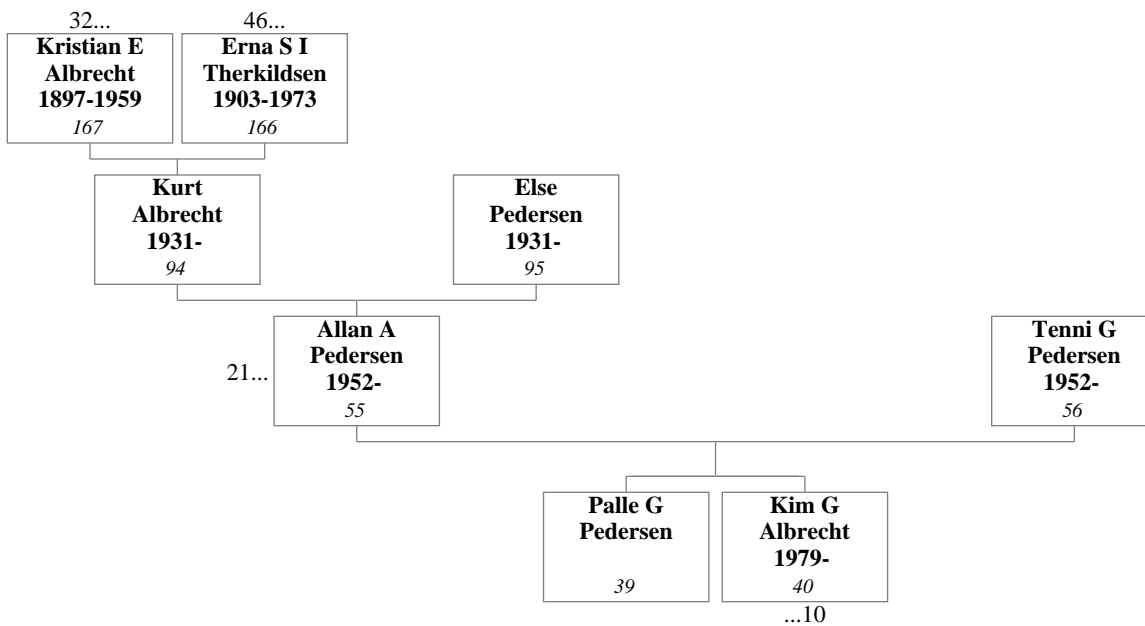 32...
Kristian E
Albrecht
1897-1959
167
46...
Erna S I
Therkildsen
1903-1973
166
Kurt
Albrecht
1931-
94
Else
Pedersen
1931-
95
21...
Allan A
Pedersen
1952-
55
Tenni G
Pedersen
1952-
56
Palle G
Pedersen
39
Kim G
Albrecht
1979-
40
...10